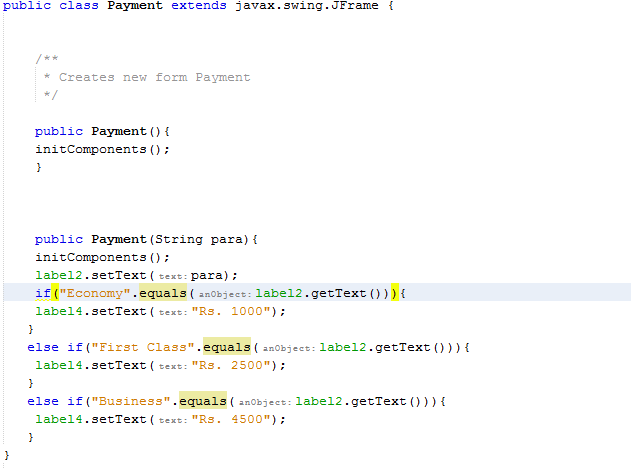 public class Payment extends javax.swing.JFrame {
/**
* Creates new form Payment
*/
public Payment(){
initComponents();
}
public Payment(String para){
initComponents();
label2.setText( text: para);
if("Economy".equals( anObject: label2.getText())){
label4.setText( text: "Rs. 1000");
}
else if("First Class".equals( anObject: label2.getText())){
label4.setText( text: "Rs. 2500");
}
else if("Business".equals( anObject: label2.getText())){
label4.setText( text: "Rs. 4500");
}
}